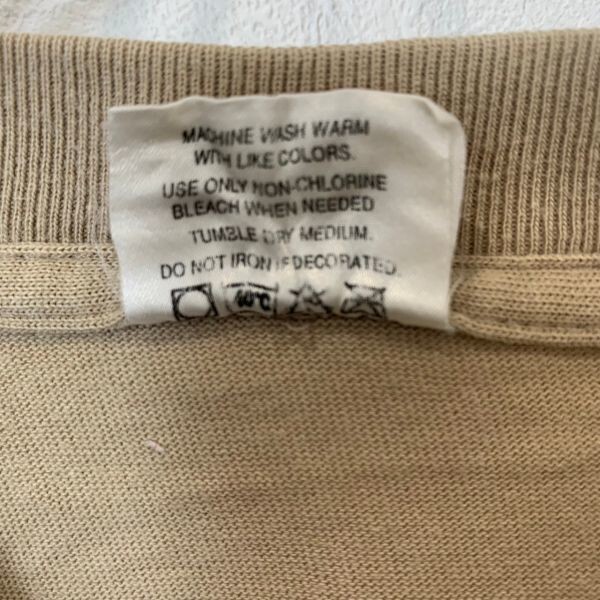 MACHINE WASH WARM
WITH LIKE COLORS.
USE ONLY NON-CHLORINE
BLEACH WHEN NEEDED
TUMBLE DRY MEDIUM.
DO NOT IRON IF DECORATED.